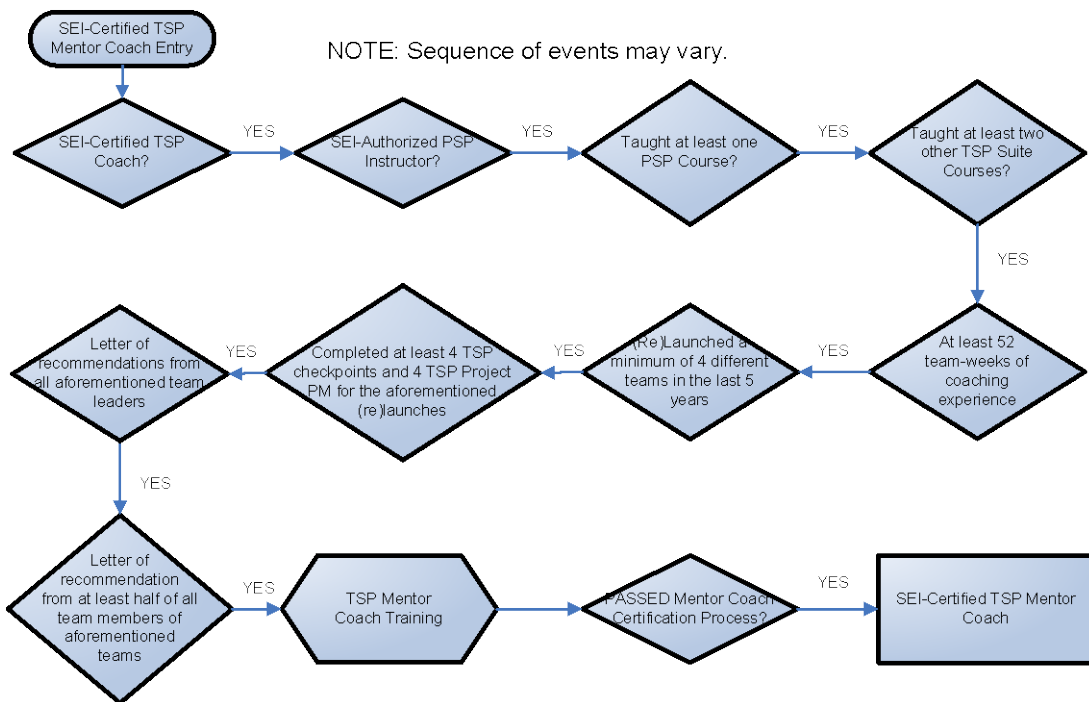 SEI-Certified TSP
Mentor Coach Entry
NOTE: Sequence of events may vary.
SEI-Certified TSP
Coach?
YES
SEI-Authorized PSP
Instructor?
YES
Taught at least one
PSP Course?
YES
Taught at least two
other TSP Suite
Courses?
YES
At least 52
team-weeks of
coaching
experience
YES
(Re)Launched a
minimum of 4 different
teams in the last 5
years
YES
Completed at least 4 TSP
checkpoints and 4 TSP Project
PM for the aforementioned
(re)launches
YES
Letter of
recommendations from
all aforementioned team
leaders
YES
Letter of
recommendation
from at least half of all
team members of
aforementioned
teams
YES
TSP Mentor
Coach Training
PASSED Mentor Coach
Certification Process?
YES
SEI-Certified TSP Mentor
Coach